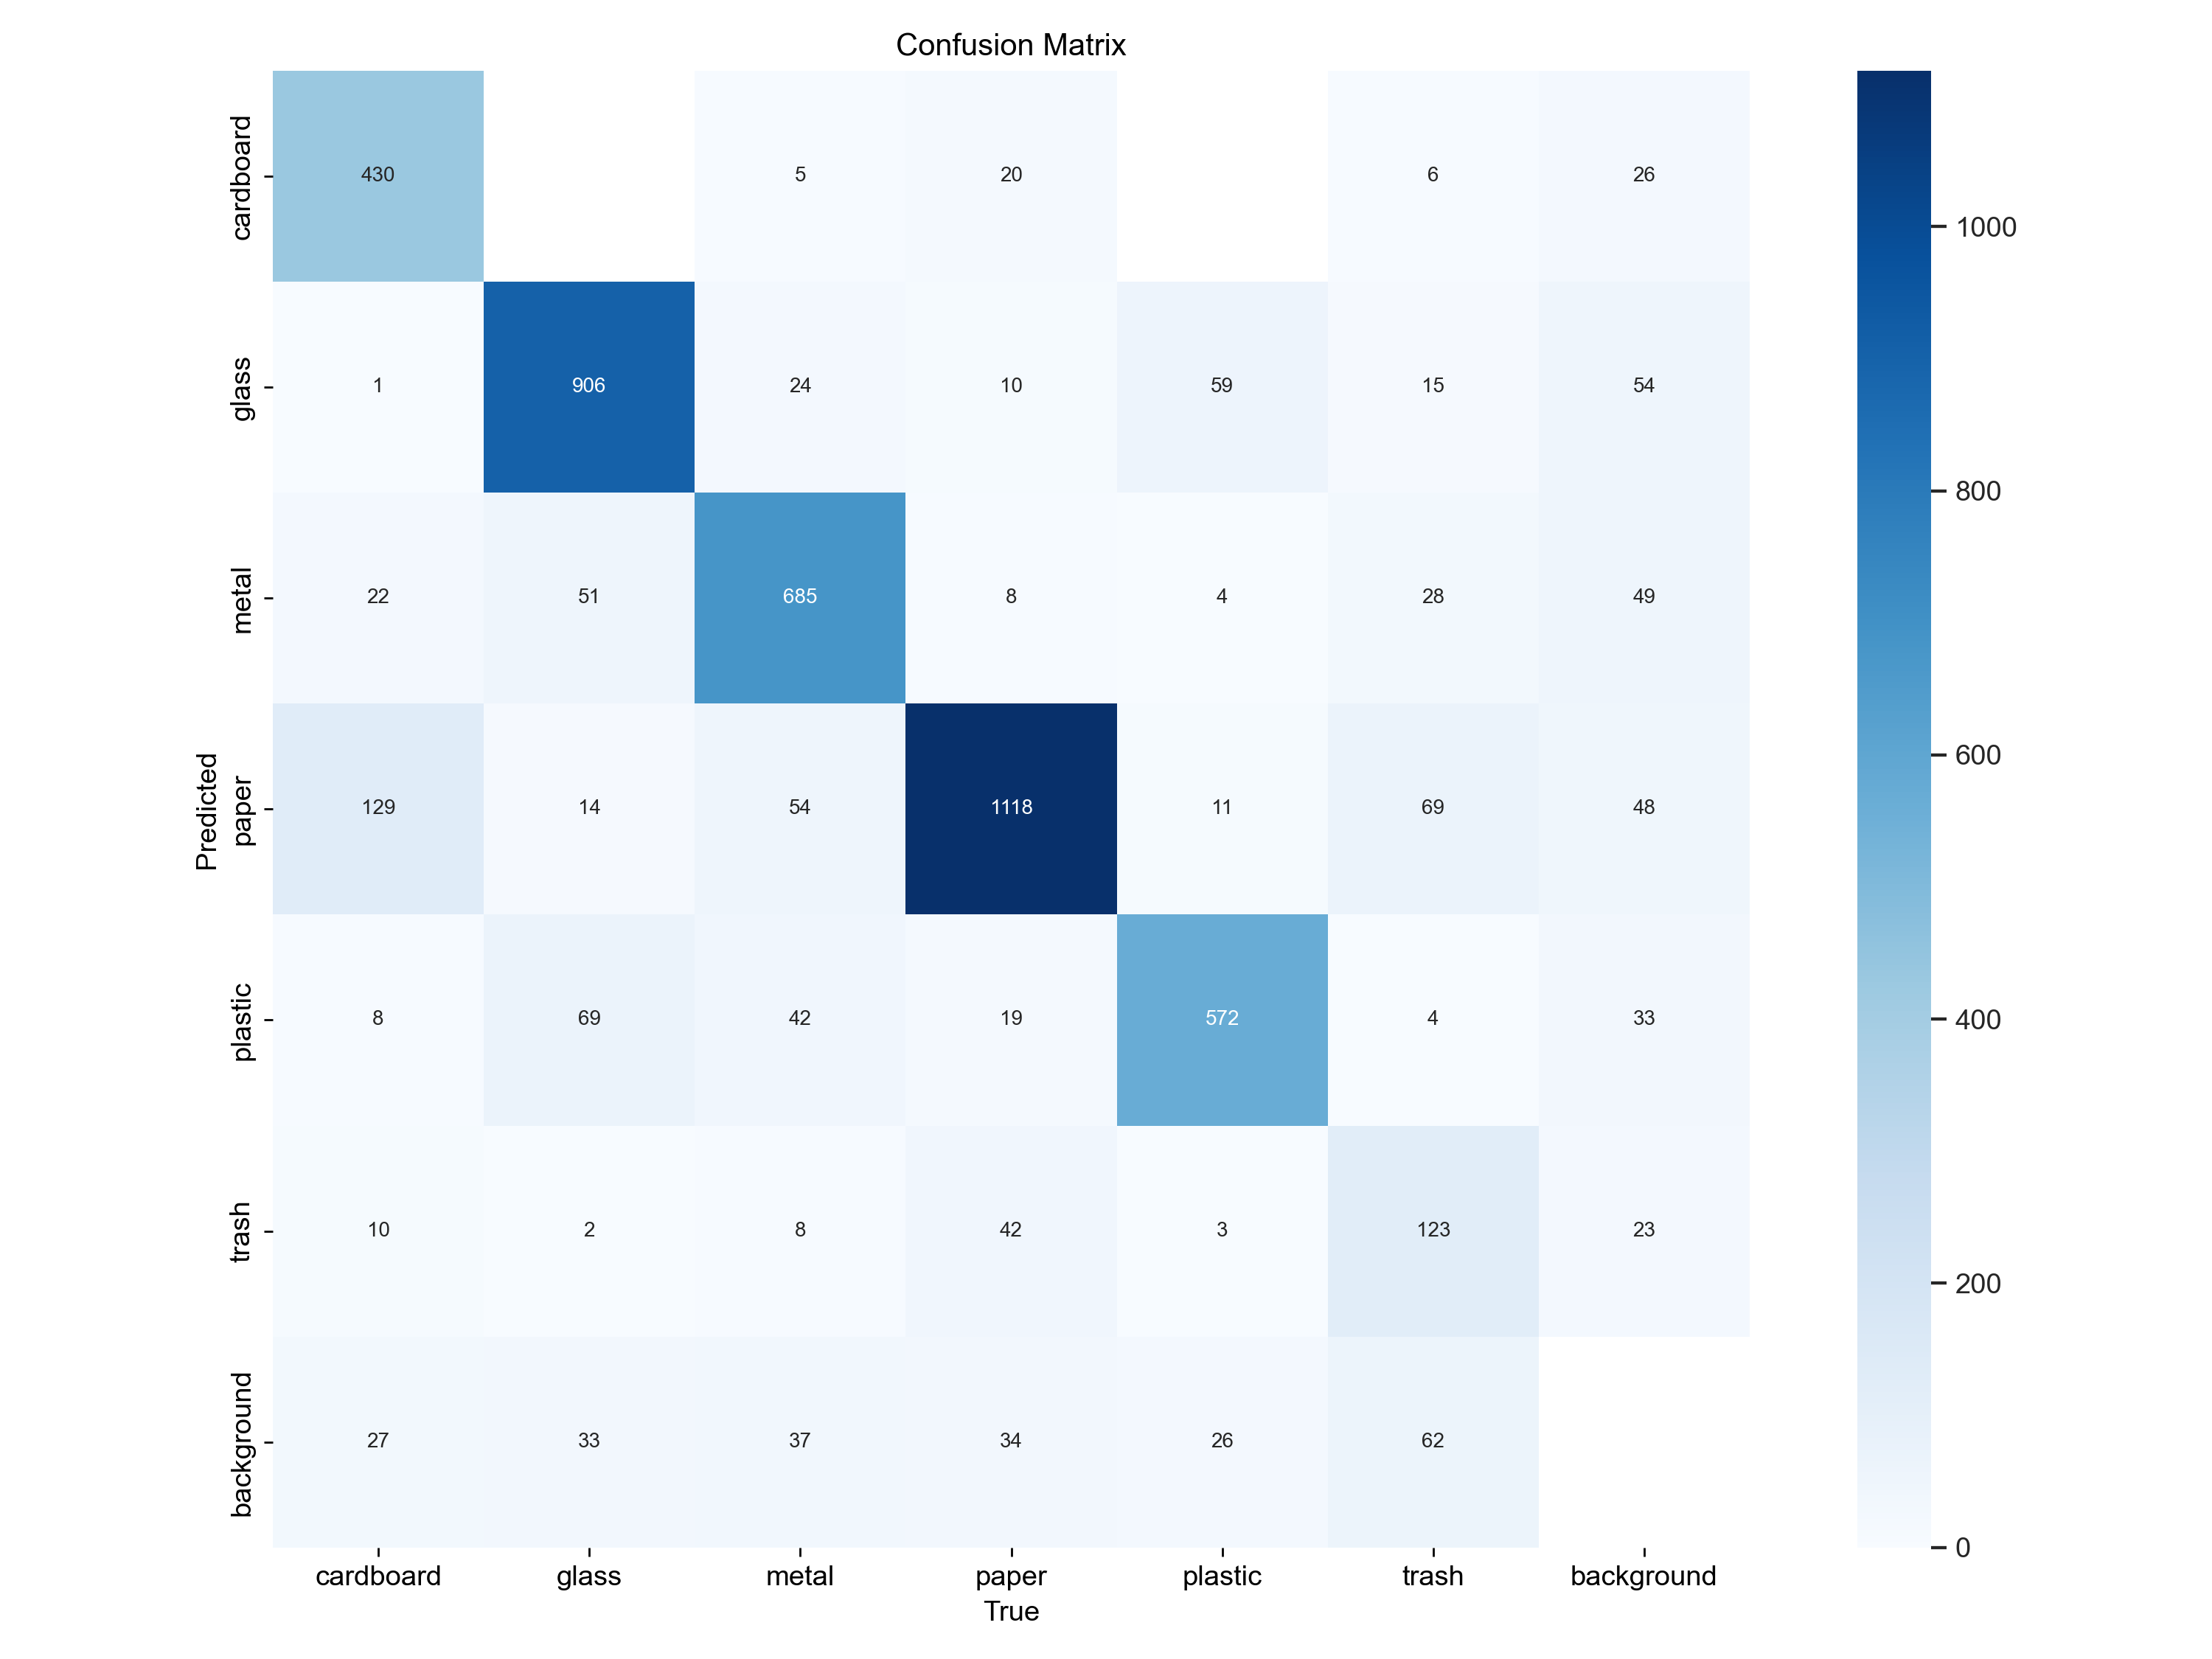 Confusion Matrix
cardboard 430 5 20 6 26
glass 1 906 24 10 59 15 54
metal 22 51 685 8 4 28 49
Predicted
paper 129 14 54 1118 11 69 48
plastic 8 69 42 19 572 4 33
trash 10 2 8 42 3 123 23
background 27 33 37 34 26 62
cardboard glass metal paper plastic trash background
True
1000
800
600
400
200
0